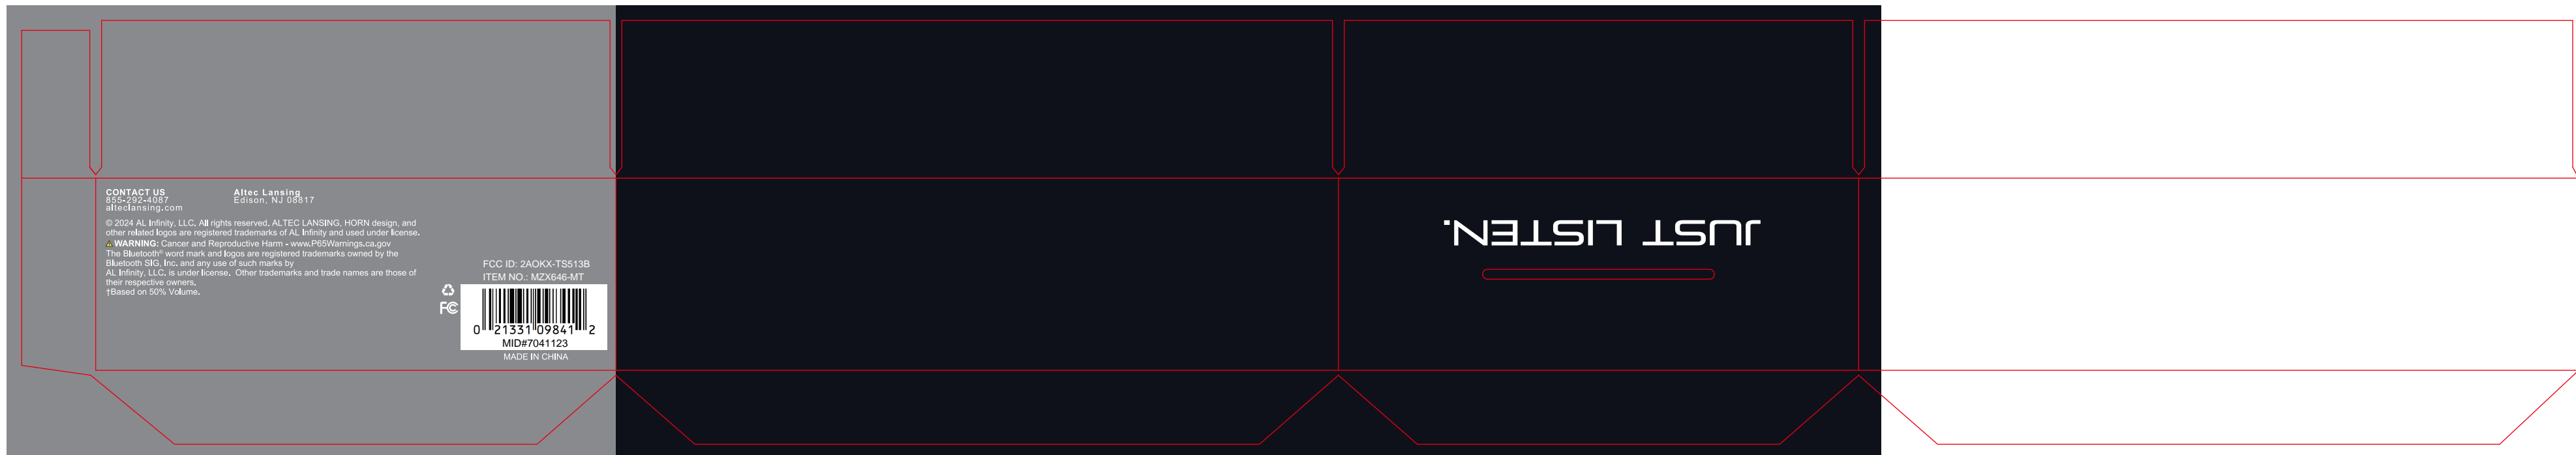 CONTACT US
855-292-4087
alteclansing.com
Altec Lansing
Edison, NJ 08817
© 2024 AL Infinity, LLC. All rights reserved. ALTEC LANSING, HORN design, and
other related logos are registered trademarks of AL Infinity and used under license.
WARNING: Cancer and Reproductive Harm - www.P65Warnings.ca.gov
The Bluetooth® word mark and logos are registered trademarks owned by the
Bluetooth SIG, Inc. and any use of such marks by
AL Infinity, LLC. is under license. Other trademarks and trade names are those of
their respective owners.
†Based on 50% Volume.
FCC ID: 2AOKX-TS513B
ITEM NO.: MZX646-MT
FC
0 21331 09841 2
MID#7041123
MADE IN CHINA
JUST LISTEN.